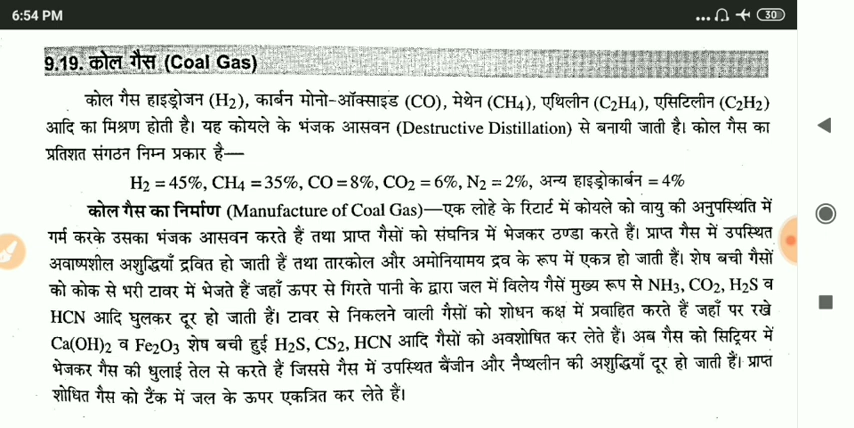 6:54 PM
30
9.19. कोल गैस (Coal Gas)
कोल गैस हाइड्रोजन (H2), कार्बन मोनो-ऑक्साइड (CO), मेथेन (CH4), एथिलीन (C2H4), एसिटिलीन (C2H2)
आदि का मिश्रण होती है। यह कोयले के भंजक आसवन (Destructive Distillation) से बनायी जाती है। कोल गैस का
प्रतिशत संगठन निम्न प्रकार है—
H2 = 45%, CH4 = 35%, CO = 8%, CO2 = 6%, N2 = 2%, अन्य हाइड्रोकार्बन = 4%
कोल गैस का निर्माण (Manufacture of Coal Gas)—एक लोहे के रिटार्ट में कोयले को वायु की अनुपस्थिति में
गर्म करके उसका भंजक आसवन करते हैं तथा प्राप्त गैसों को संघनित्र में भेजकर ठण्डा करते हैं। प्राप्त गैस में उपस्थित
अवाष्पशील अशुद्धियाँ द्रवित हो जाती हैं तथा तारकोल और अमोनियामय द्रव के रूप में एकत्र हो जाती हैं। शेष बची गैसों
को कोक से भरी टावर में भेजते हैं जहाँ ऊपर से गिरते पानी के द्वारा जल में विलेय गैसें मुख्य रूप से NH3, CO2, H2S व
HCN आदि घुलकर दूर हो जाती हैं। टावर से निकलने वाली गैसों को शोधन कक्ष में प्रवाहित करते हैं जहाँ पर रखे
Ca(OH)2 व Fe2O3 शेष बची हुई H2S, CS2, HCN आदि गैसों को अवशोषित कर लेते हैं। अब गैस को सिट्रियर में
भेजकर गैस की धुलाई तेल से करते हैं जिससे गैस में उपस्थित बैंजीन और नैप्थलीन की अशुद्धियाँ दूर हो जाती हैं। प्राप्त
शोधित गैस को टैंक में जल के ऊपर एकत्रित कर लेते हैं।